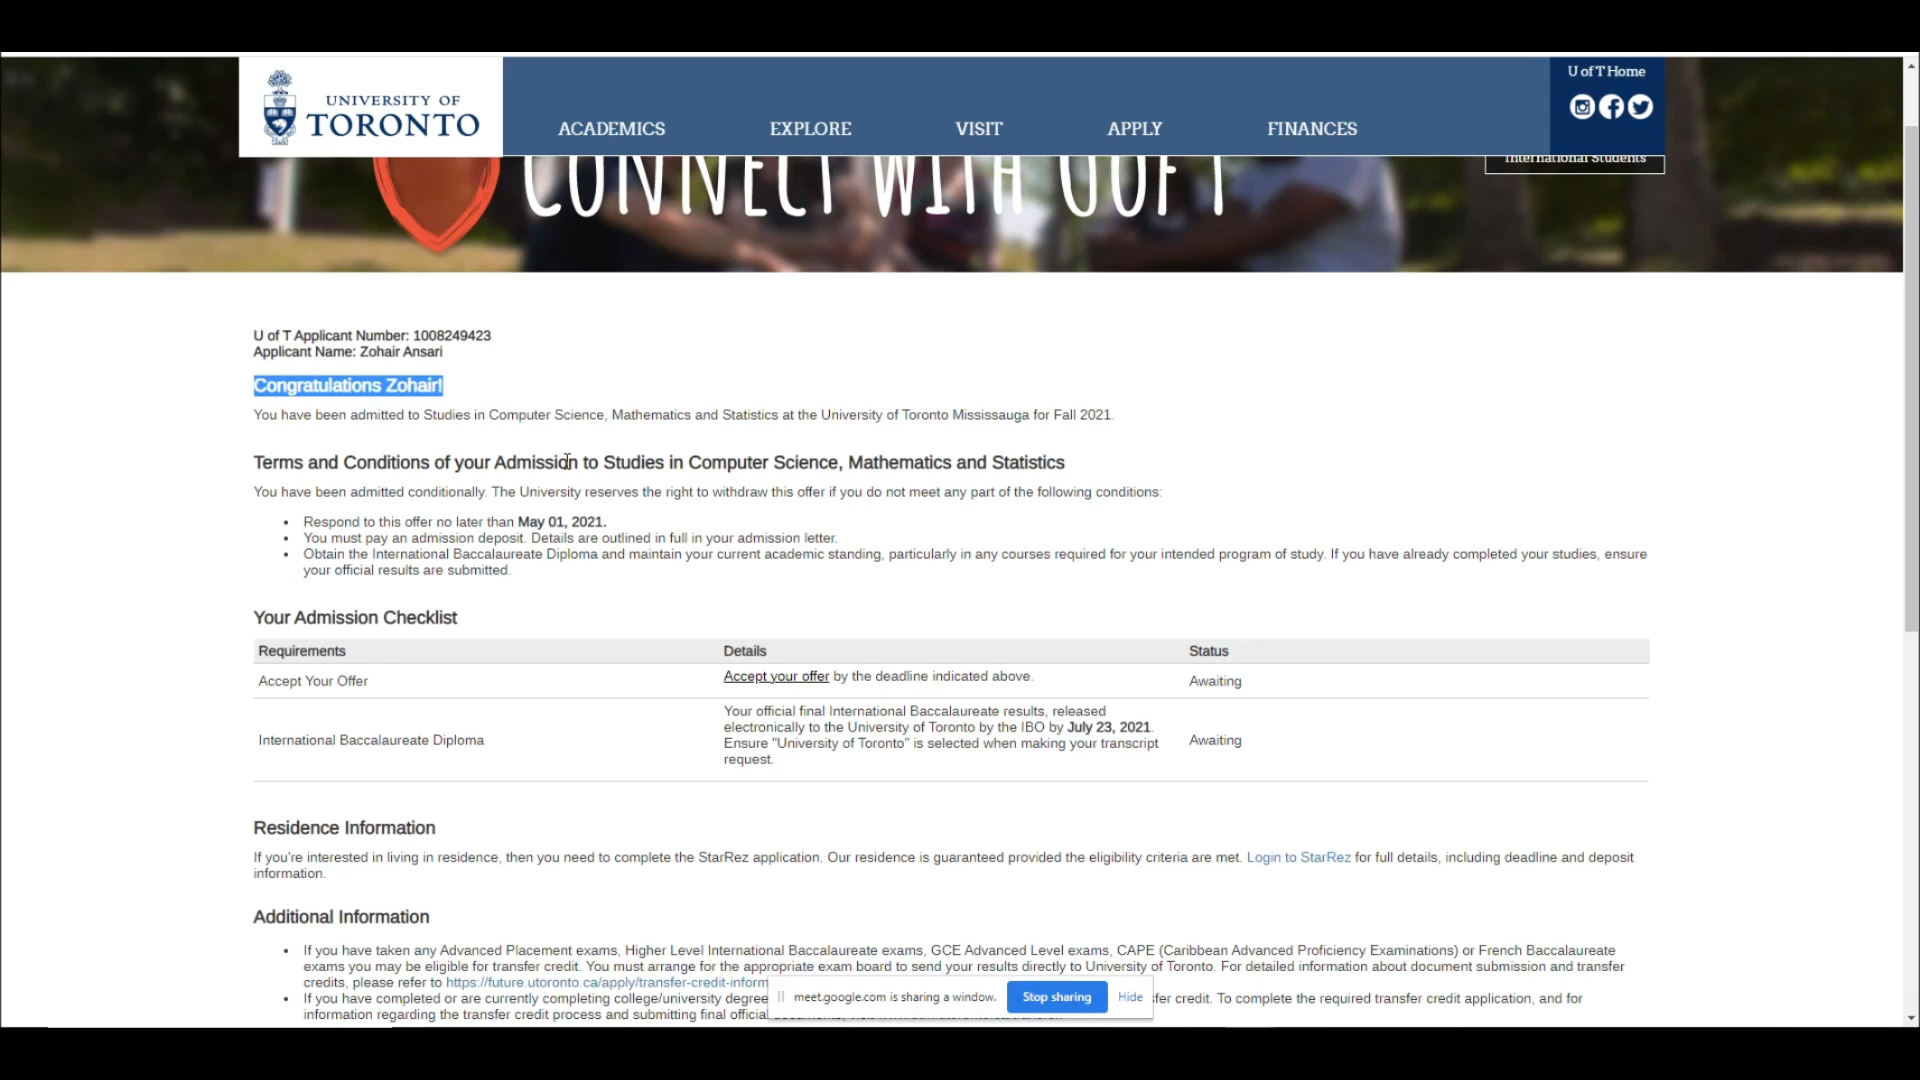 UNIVERSITY OF
TORONTO
ACADEMICS
EXPLORE
VISIT
APPLY
FINANCES
U of T Home
International Students
CONNECT WITH UOFT
U of T Applicant Number: 1008249423
Applicant Name: Zohair Ansari
Congratulations Zohair!
You have been admitted to Studies in Computer Science, Mathematics and Statistics at the University of Toronto Mississauga for Fall 2021.
Terms and Conditions of your Admission to Studies in Computer Science, Mathematics and Statistics
You have been admitted conditionally. The University reserves the right to withdraw this offer if you do not meet any part of the following conditions:
• Respond to this offer no later than May 01, 2021.
• You must pay an admission deposit. Details are outlined in full in your admission letter.
• Obtain the International Baccalaureate Diploma and maintain your current academic standing, particularly in any courses required for your intended program of study. If you have already completed your studies, ensure
your official results are submitted.
Your Admission Checklist
Requirements Details Status
Accept Your Offer Accept your offer by the deadline indicated above. Awaiting
Your official final International Baccalaureate results, released
electronically to the University of Toronto by the IBO by July 23, 2021.
International Baccalaureate Diploma Awaiting
Ensure "University of Toronto" is selected when making your transcript
request.
Residence Information
If you're interested in living in residence, then you need to complete the StarRez application. Our residence is guaranteed provided the eligibility criteria are met. Login to StarRez for full details, including deadline and deposit
information.
Additional Information
• If you have taken any Advanced Placement exams, Higher Level International Baccalaureate exams, GCE Advanced Level exams, CAPE (Caribbean Advanced Proficiency Examinations) or French Baccalaureate
exams you may be eligible for transfer credit. You must arrange for the appropriate exam board to send your results directly to University of Toronto. For detailed information about document submission and transfer
credits, please refer to https://future.utoronto.ca/apply/transfer-credit-inform
• If you have completed or are currently completing college/university degree fer credit. To complete the required transfer credit application, and for
information regarding the transfer credit process and submitting final official
meet.google.com is sharing a window. Stop sharing Hide